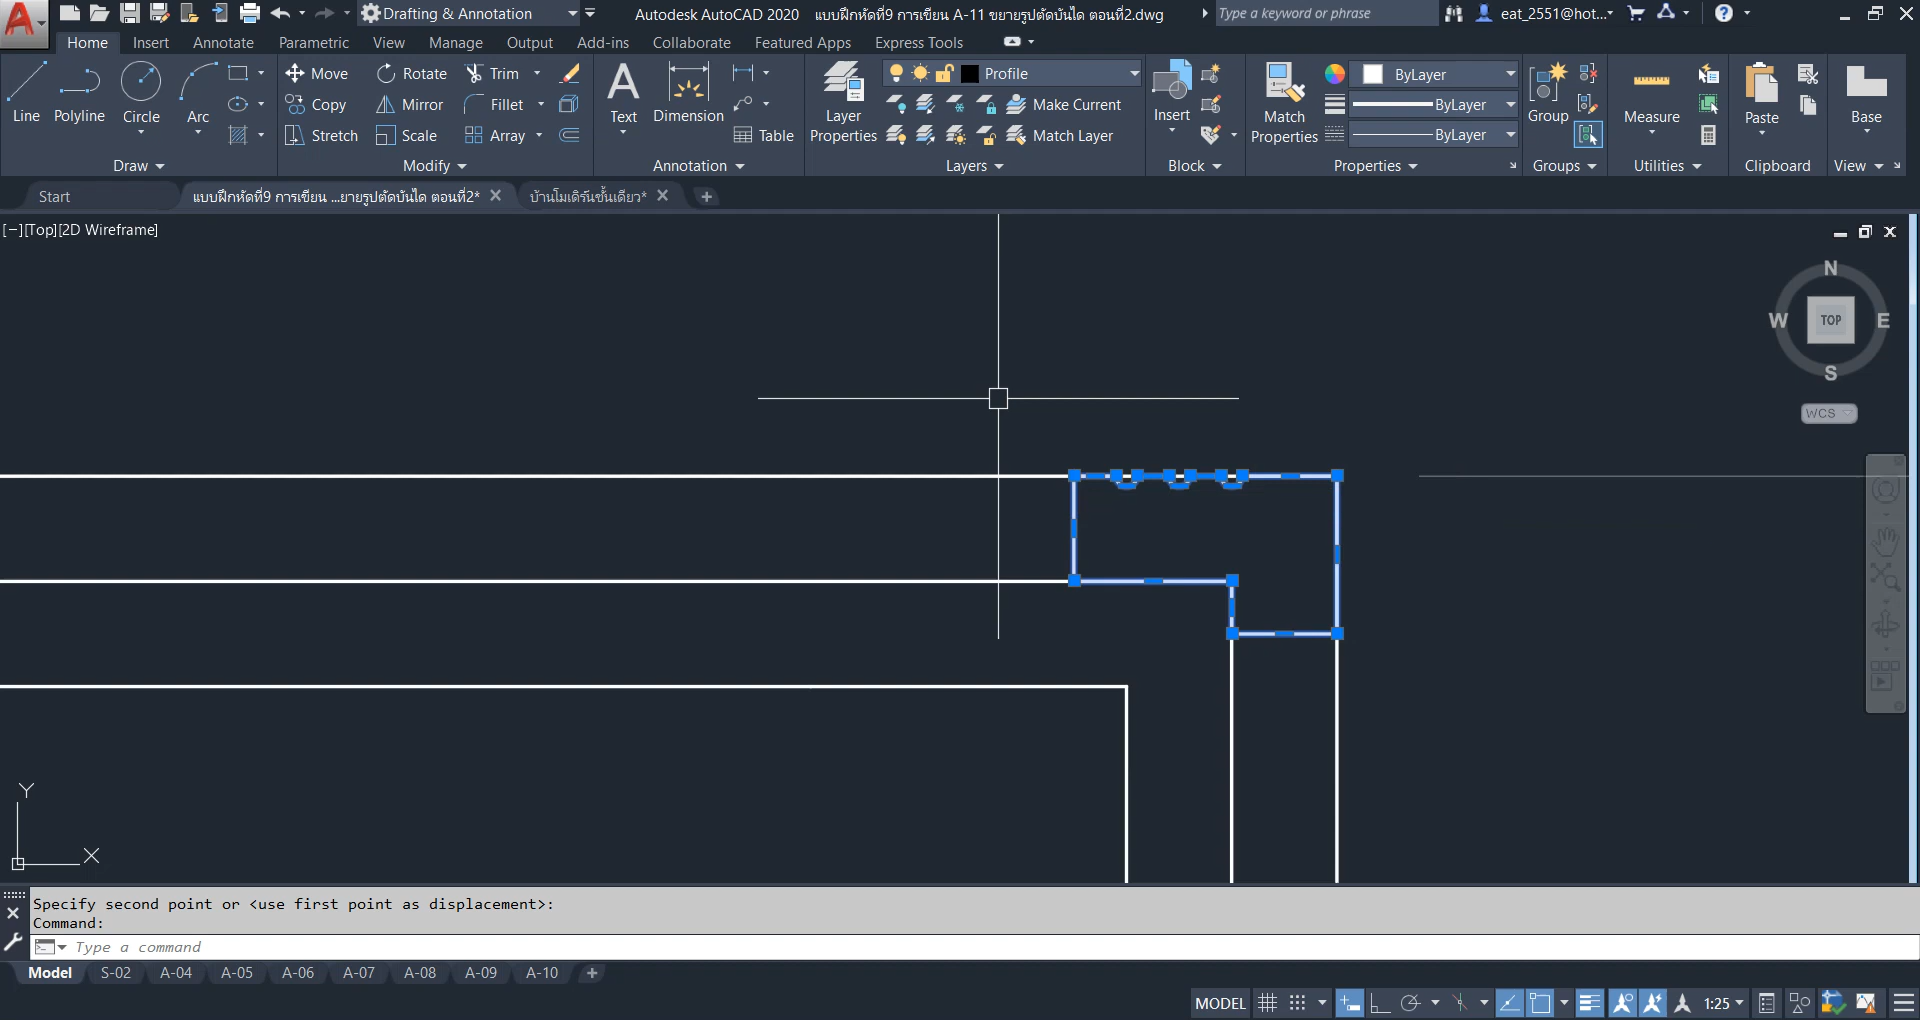 Drafting & Annotation
Autodesk AutoCAD 2020 แบบฝึกหัดที่9 การเขียน A-11 ขยายรูปตัดบันได ตอนที่2.dwg
Type a keyword or phrase
eat_2551@hot...
Home Insert Annotate Parametric View Manage Output Add-ins Collaborate Featured Apps Express Tools
Line Polyline Circle Arc
Move Rotate Trim
Copy Mirror Fillet
Stretch Scale Array
Text Dimension Table
Layer Properties
Profile
Make Current
Match Layer
Insert
Match Properties
ByLayer
ByLayer
ByLayer
Group Measure Paste Base
Draw Modify Annotation Layers Block Properties Groups Utilities Clipboard View
Start แบบฝึกหัดที่9 การเขียน ...ยายรูปตัดบันได ตอนที่2* บ้านโมเดิร์นชั้นเดียว*
[−][Top][2D Wireframe]
N
W TOP E
S
WCS
Y
X
Specify second point or <use first point as displacement>:
Command:
Type a command
Model S-02 A-04 A-05 A-06 A-07 A-08 A-09 A-10
MODEL 1:25